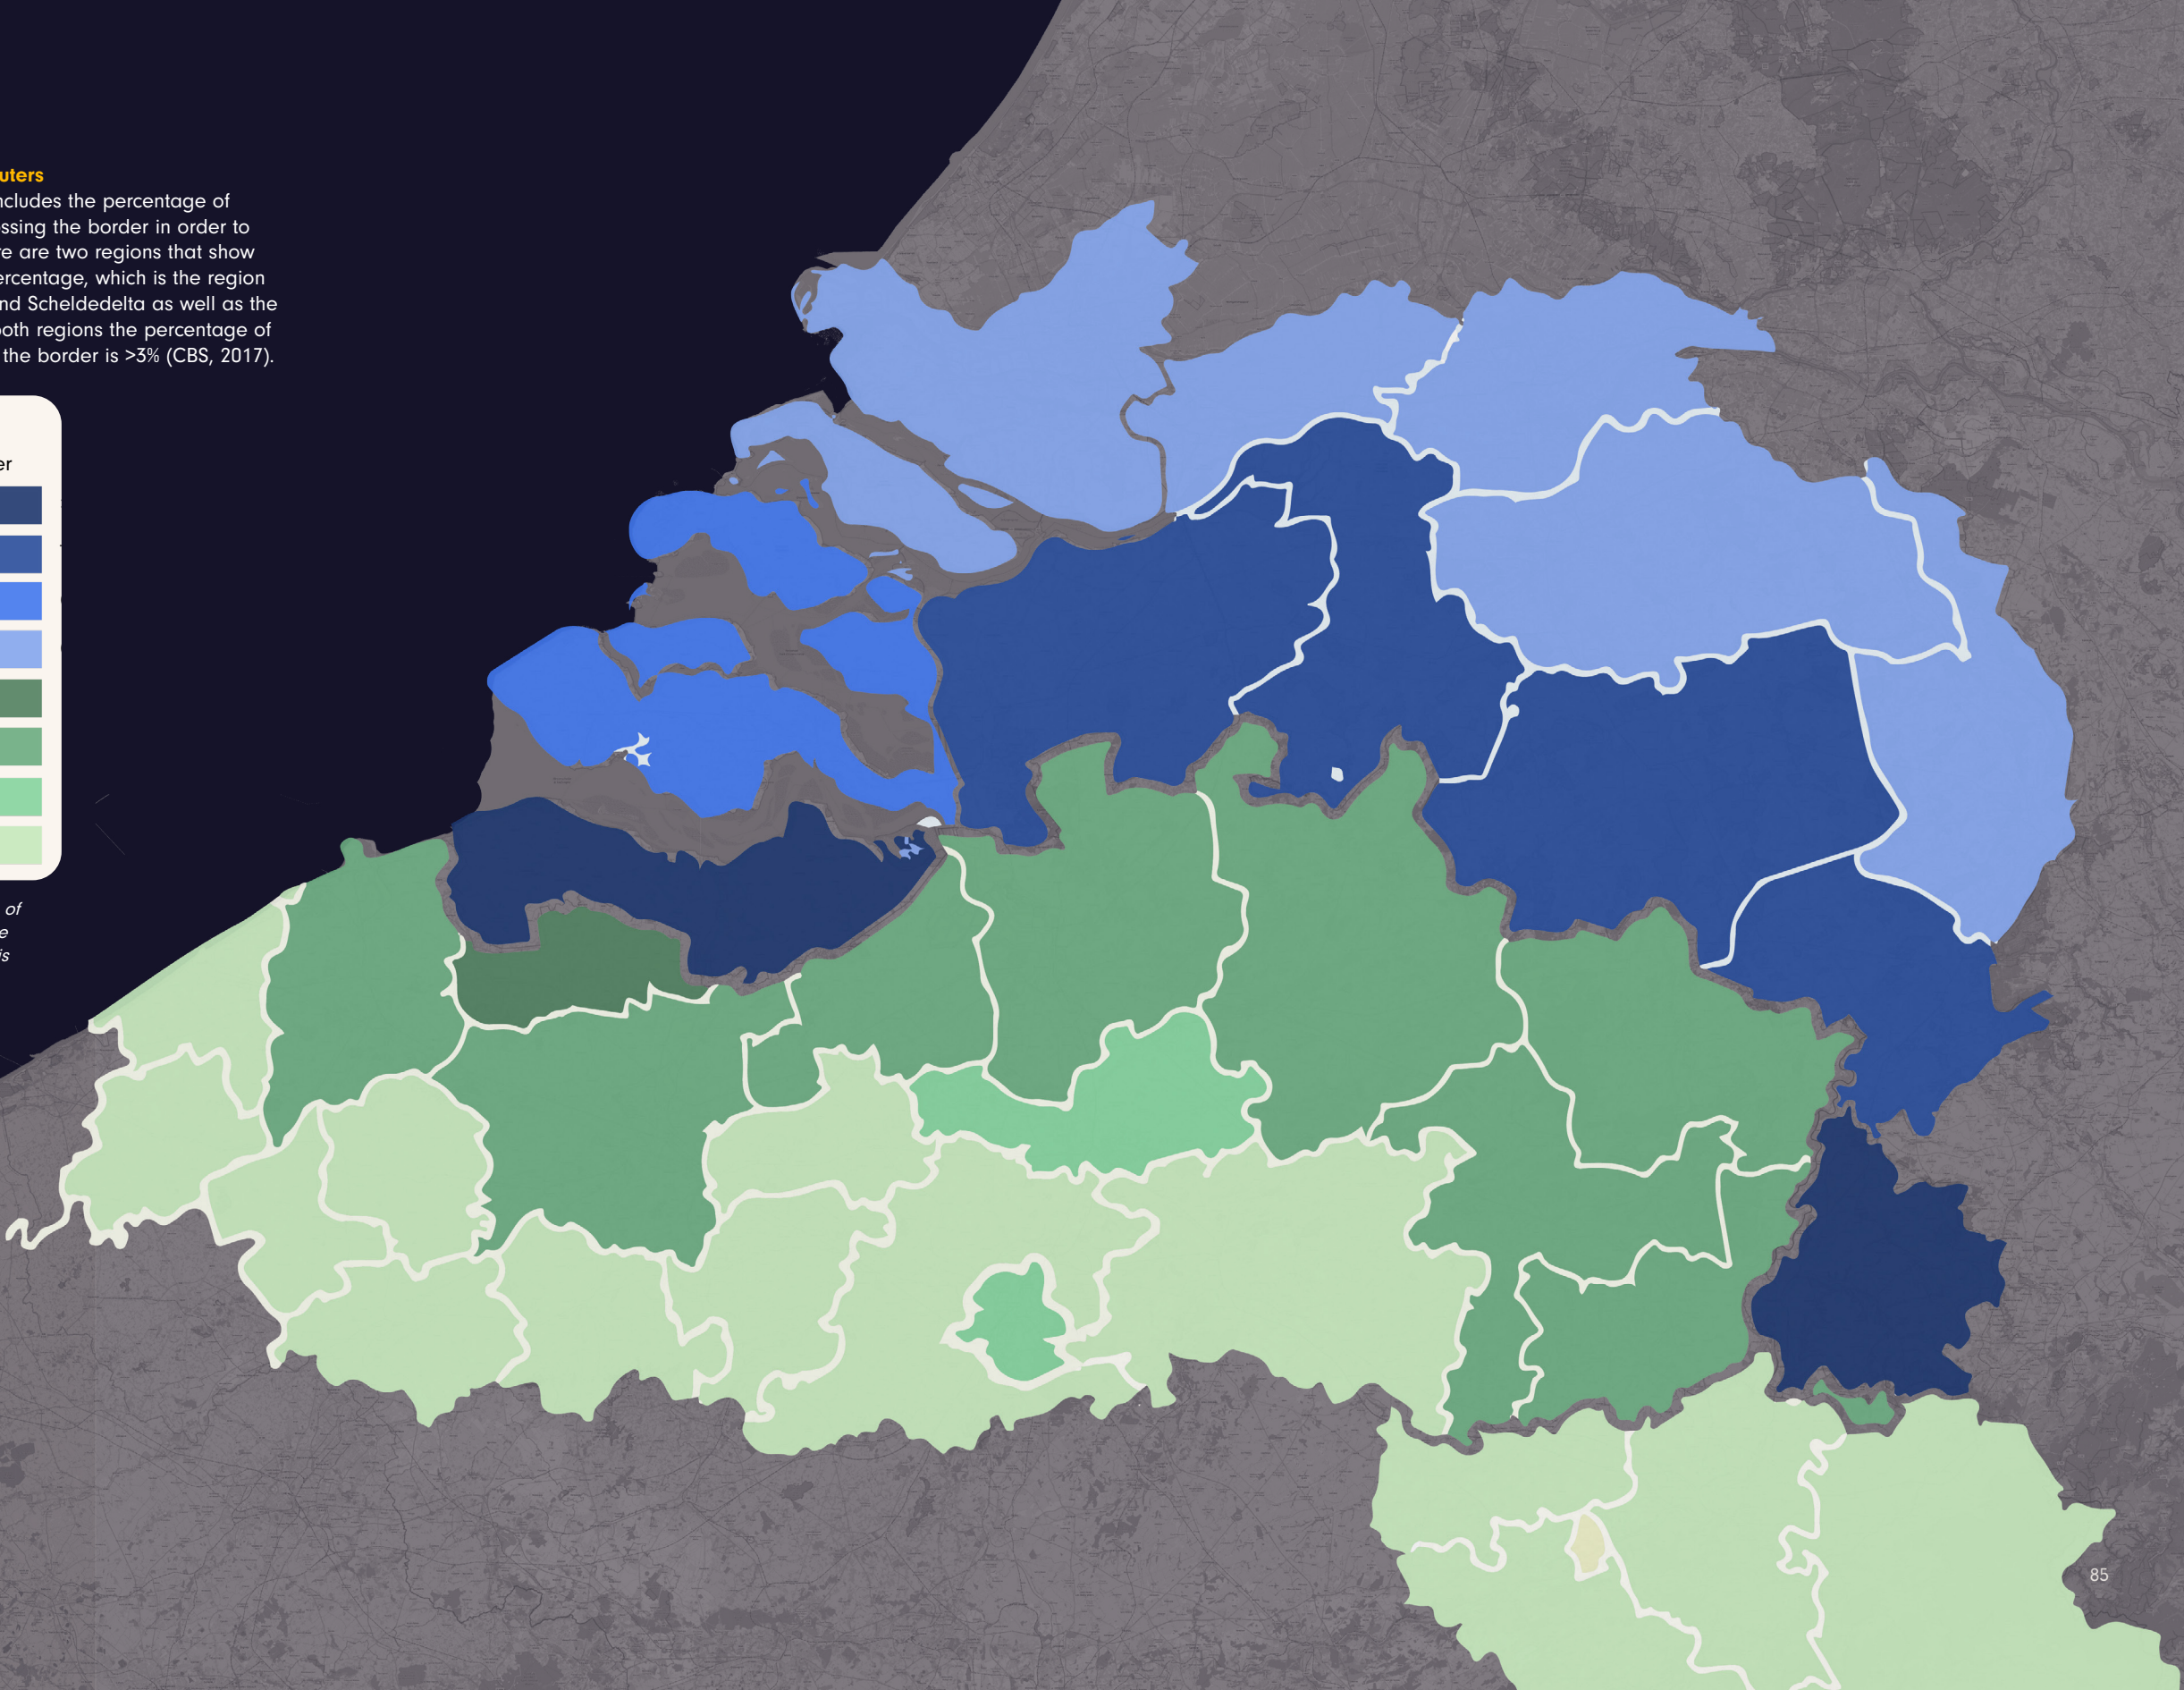 uters
ncludes the percentage of
ssing the border in order to
re are two regions that show
ercentage, which is the region
nd Scheldedelta as well as the
both regions the percentage of
the border is >3% (CBS, 2017).
er
of
e
is
85